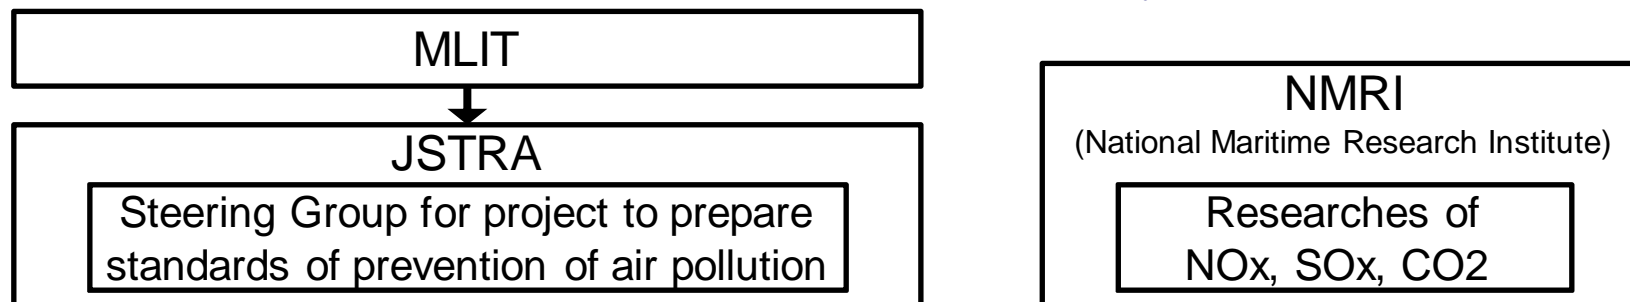 MLIT
JSTRA
Steering Group for project to prepare
standards of prevention of air pollution
NMRI
(National Maritime Research Institute)
Researches of
NOx, SOx, CO2